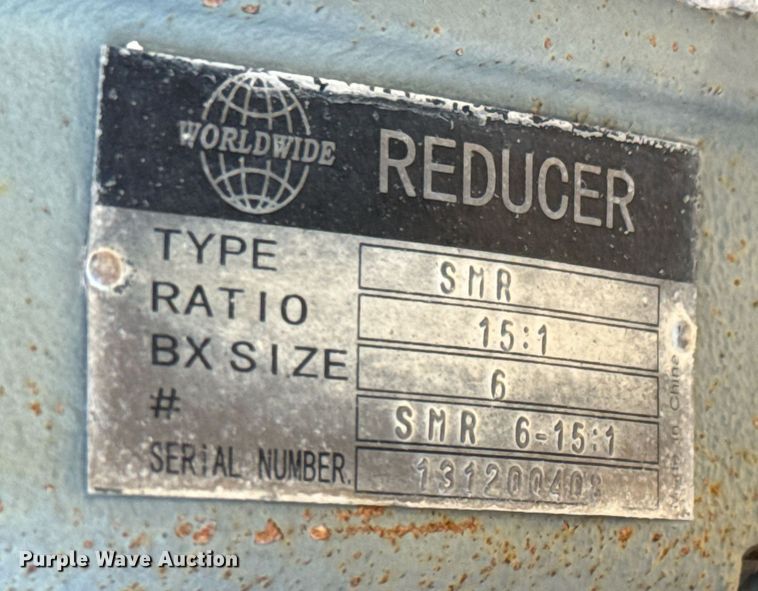 WORLDWIDE
REDUCER
TYPE SMR
RATIO 15:1
BX SIZE 6
# SMR 6-15:1
SERIAL NUMBER. 131200408
Made in China
Purple Wave Auction